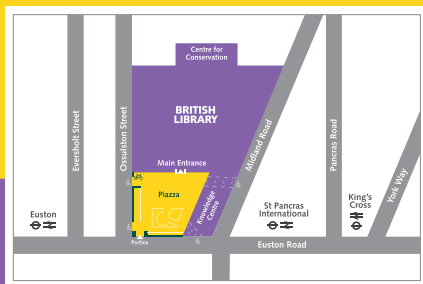 Centre for
Conservation
BRITISH
LIBRARY
Eversholt Street
Ossulston Street
Midland Road
Pancras Road
York Way
Main Entrance
Piazza
Knowledge
Centre
Euston
St Pancras
International
King's
Cross
Portico
Euston Road